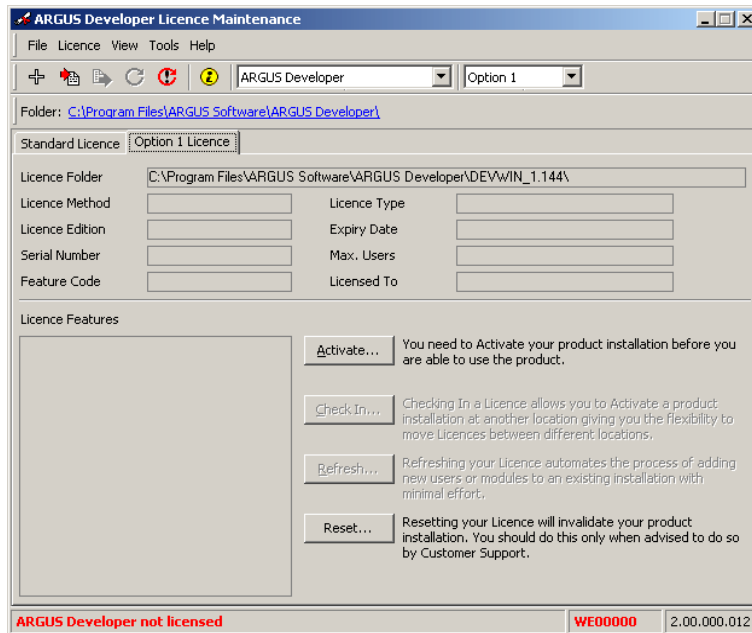 ARGUS Developer Licence Maintenance
File Licence View Tools Help
ARGUS Developer Option 1
Folder: C:\Program Files\ARGUS Software\ARGUS Developer\
Standard Licence Option 1 Licence
Licence Folder C:\Program Files\ARGUS Software\ARGUS Developer\DEVWIN_1.144\
Licence Method Licence Type
Licence Edition Expiry Date
Serial Number Max. Users
Feature Code Licensed To
Licence Features
Activate... You need to Activate your product installation before you
are able to use the product.
Check In... Checking In a Licence allows you to Activate a product
installation at another location giving you the flexibility to
move Licences between different locations.
Refresh... Refreshing your Licence automates the process of adding
new users or modules to an existing installation with
minimal effort.
Reset... Resetting your Licence will invalidate your product
installation. You should do this only when advised to do so
by Customer Support.
ARGUS Developer not licensed WE00000 2.00.000.012